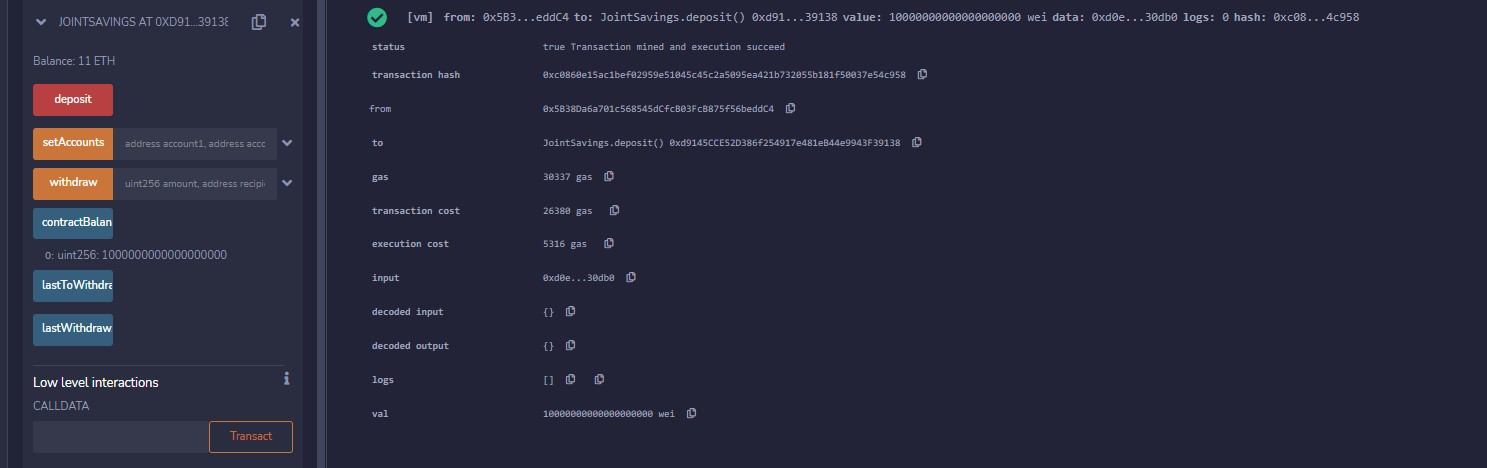 JOINTSAVINGS AT 0XD91...39138
Balance: 11 ETH
deposit
setAccounts address account1, address acco
withdraw uint256 amount, address recipi
contractBalan
0: uint256: 1000000000000000000
lastToWithdra
lastWithdraw
Low level interactions
CALLDATA
Transact
[vm] from: 0x5B3...eddC4 to: JointSavings.deposit() 0xd91...39138 value: 10000000000000000000 wei data: 0xd0e...30db0 logs: 0 hash: 0xc08...4c958
status true Transaction mined and execution succeed
transaction hash 0xc0860e15ac1bef02959e51045c45c2a5095ea421b732055b181f50037e54c958
from 0x5B38Da6a701c568545dCfcB03FcB875f56beddC4
to JointSavings.deposit() 0xd9145CCE52D386f254917e481eB44e9943F39138
gas 30337 gas
transaction cost 26380 gas
execution cost 5316 gas
input 0xd0e...30db0
decoded input {}
decoded output {}
logs []
val 10000000000000000000 wei